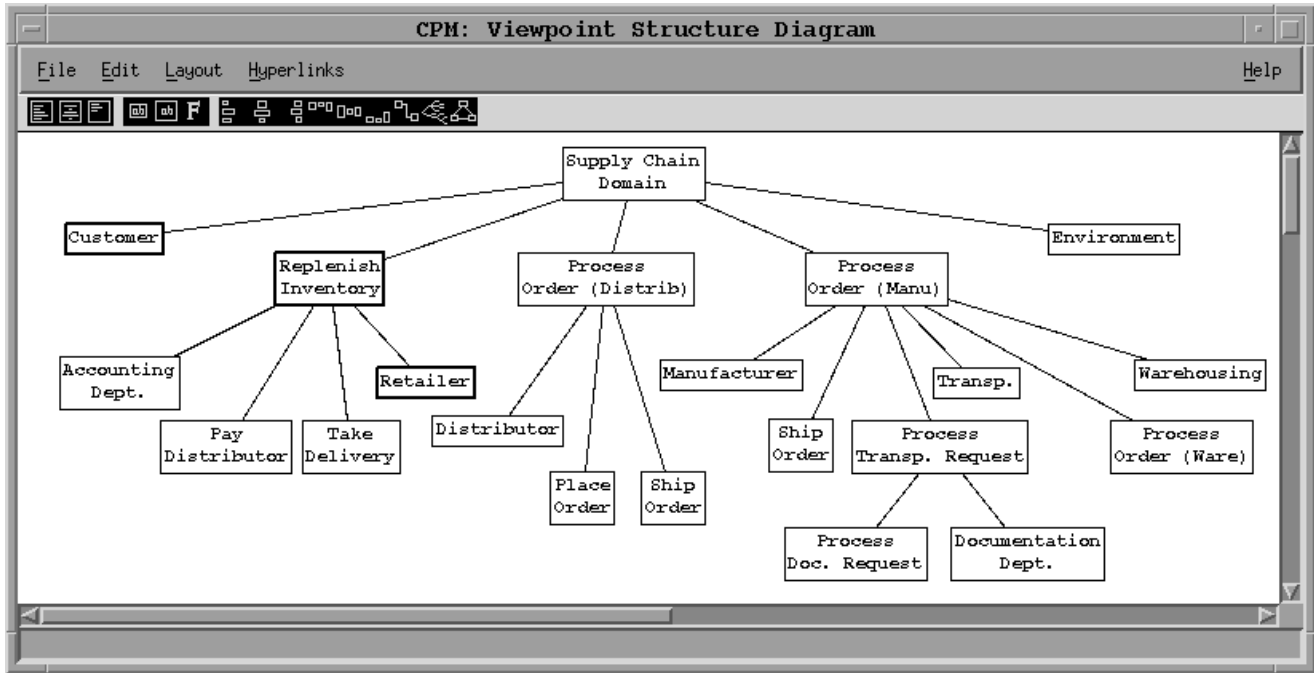 CPM: Viewpoint Structure Diagram
File Edit Layout Hyperlinks Help
ab ab F
Supply Chain
Domain
Customer
Environment
Replenish
Inventory
Process
Order (Distrib)
Process
Order (Manu)
Accounting
Dept.
Retailer
Manufacturer
Transp.
Warehousing
Pay
Distributor
Take
Delivery
Distributor
Ship
Order
Process
Transp. Request
Process
Order (Ware)
Place
Order
Ship
Order
Process
Doc. Request
Documentation
Dept.